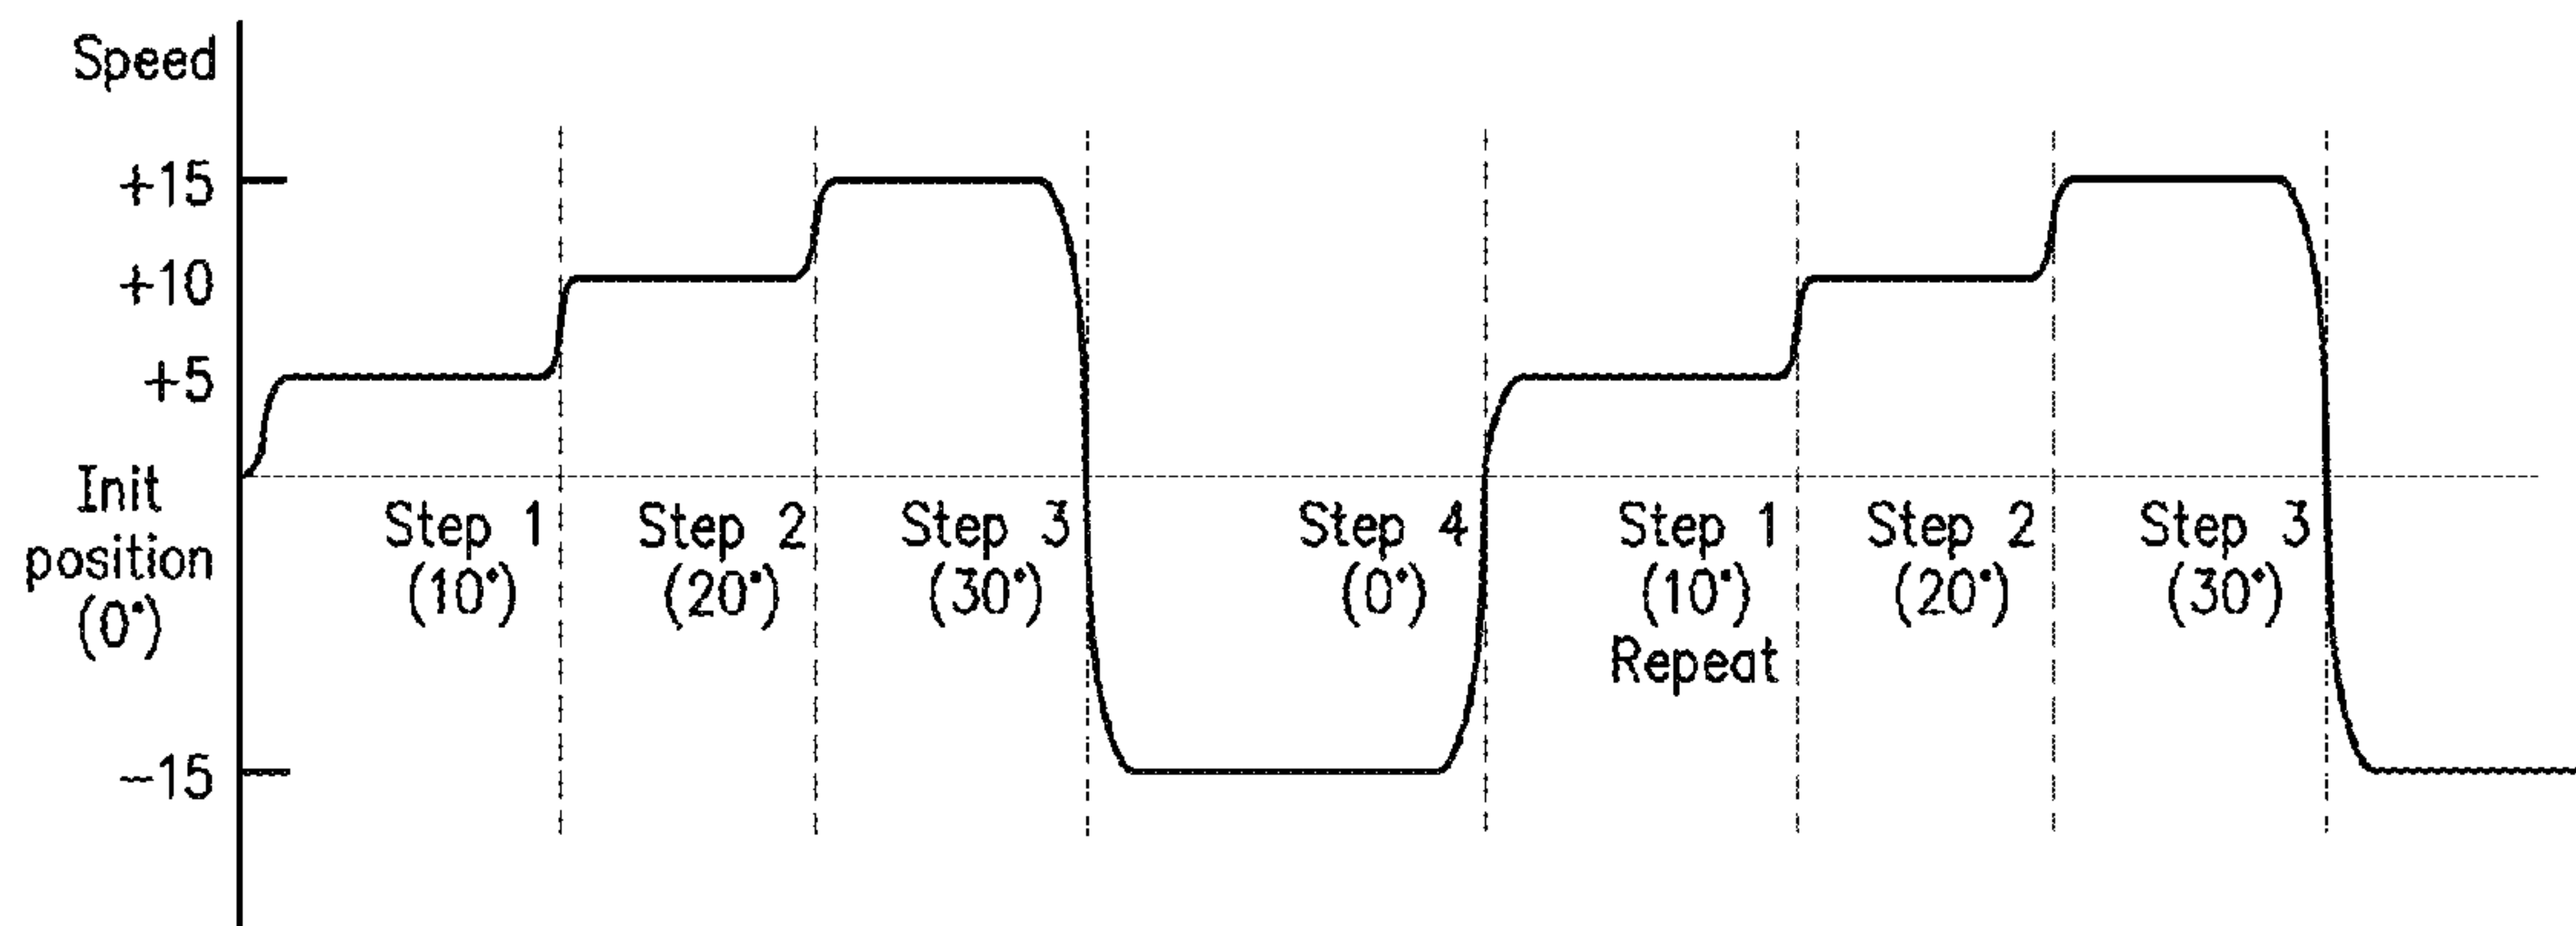 Speed
+15
+10
+5
Init
position
(0°)
-15
Step 1
(10°)
Step 2
(20°)
Step 3
(30°)
Step 4
(0°)
Step 1
(10°)
Repeat
Step 2
(20°)
Step 3
(30°)